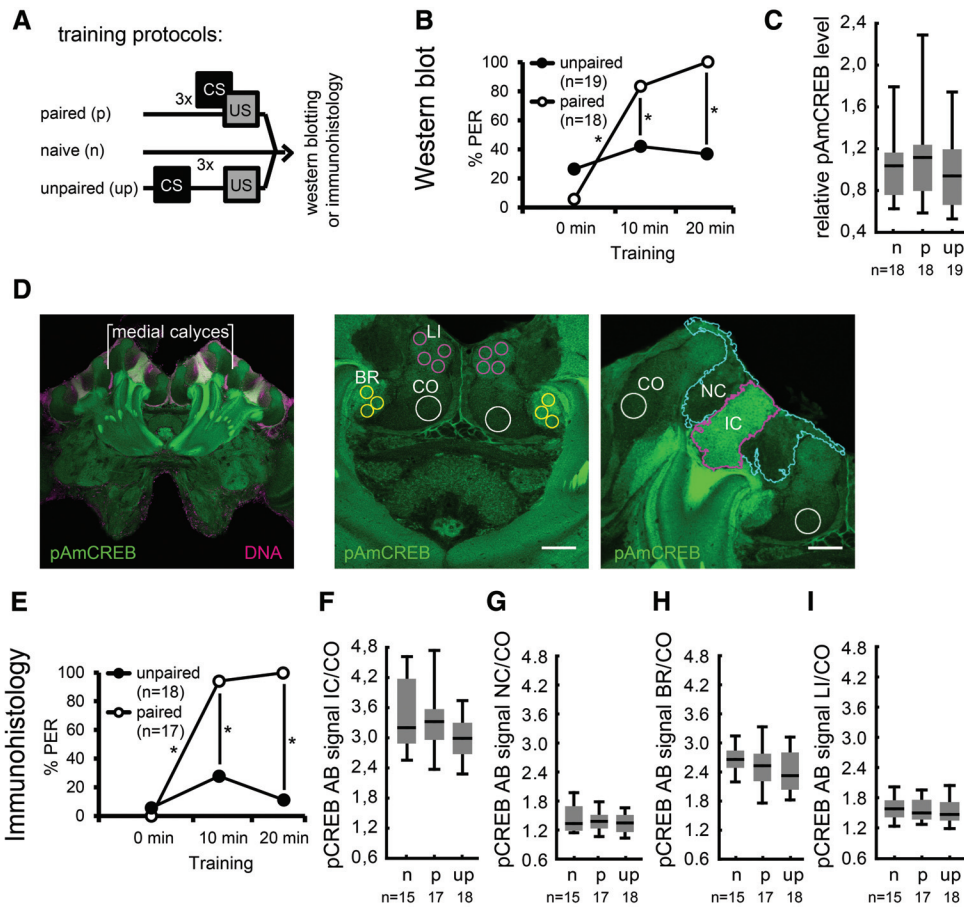 A
training protocols:
paired (p)
3x
CS
US
naive (n)
unpaired (up)
CS
3x
US
western blotting
or immunohistology
B
Western blot
% PER
100
80
60
40
20
0
unpaired
(n=19)
paired
(n=18)
*
*
*
0 min
10 min
20 min
Training
C
relative pAmCREB level
2,4
2,0
1,6
1,2
0,8
0,4
n
p
up
n=18
18
19
D
medial calyces
pAmCREB
DNA
LI
BR
CO
pAmCREB
CO
NC
IC
pAmCREB
E
Immunohistology
% PER
100
80
60
40
20
0
unpaired
(n=18)
paired
(n=17)
*
*
*
0 min
10 min
20 min
Training
F
pCREB AB signal IC/CO
4,8
4,2
3,6
3,0
2,4
1,8
1,2
0,6
n
p
up
n=15
17
18
G
pCREB AB signal NC/CO
4.8
4.2
3.6
3.0
2.4
1.8
1.2
0.6
n
p
up
n=15
17
18
H
pCREB AB signal BR/CO
4.8
4.2
3.6
3.0
2.4
1.8
1.2
0.6
n
p
up
n=15
17
18
I
pCREB AB signal LI/CO
4.8
4.2
3.6
3.0
2.4
1.8
1.2
0.6
n
p
up
n=15
17
18